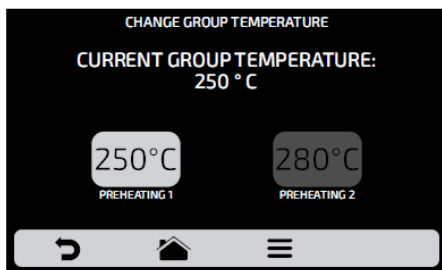 CHANGE GROUP TEMPERATURE
CURRENT GROUP TEMPERATURE:
250 ° C
250°C 280°C
PREHEATING 1 PREHEATING 2